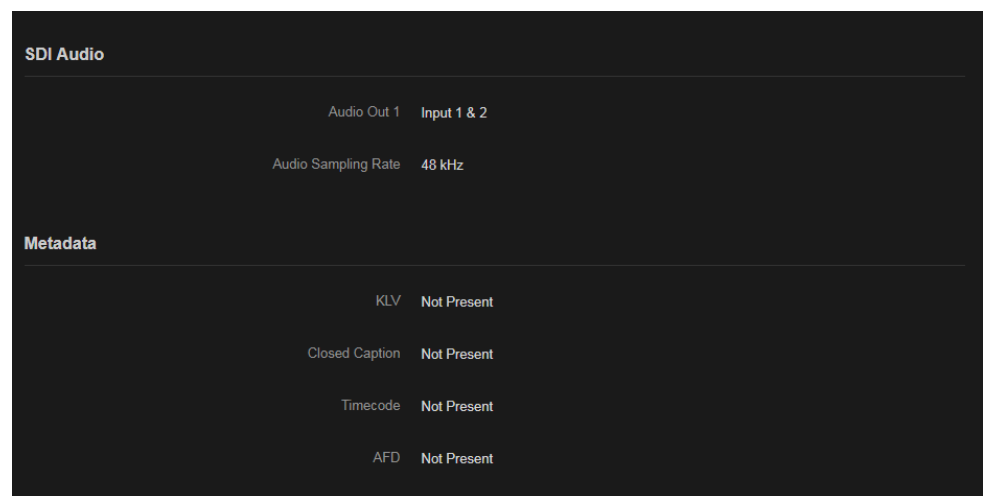 SDI Audio
Audio Out 1 Input 1 & 2
Audio Sampling Rate 48 kHz
Metadata
KLV Not Present
Closed Caption Not Present
Timecode Not Present
AFD Not Present